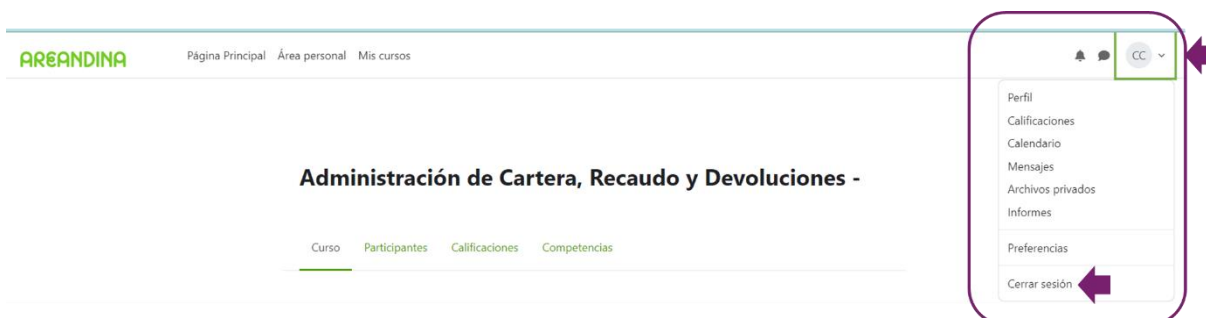 AREANDINA
Página Principal Área personal Mis cursos
CC
Perfil
Calificaciones
Calendario
Mensajes
Archivos privados
Informes
Preferencias
Cerrar sesión
Administración de Cartera, Recaudo y Devoluciones -
Curso Participantes Calificaciones Competencias